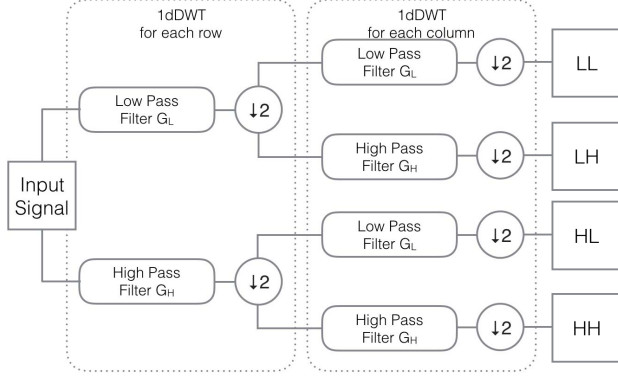 1dDWT
for each row
1dDWT
for each column
Low Pass
Filter GL
↓2
LL
Low Pass
Filter GL
↓2
High Pass
Filter GH
↓2
LH
Input
Signal
Low Pass
Filter GL
↓2
HL
High Pass
Filter GH
↓2
High Pass
Filter GH
↓2
HH